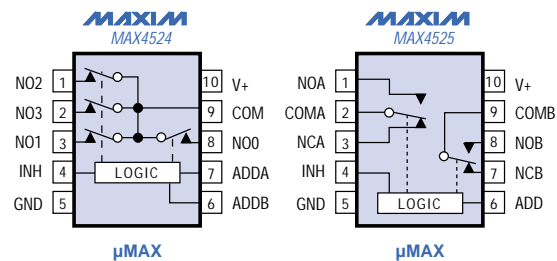 MAXIM
MAX4524
NO2 1
NO3 2
NO1 3
INH 4
GND 5
10 V+
9 COM
8 NO0
7 ADDA
6 ADDB
LOGIC
µMAX
MAXIM
MAX4525
NOA 1
COMA 2
NCA 3
INH 4
GND 5
10 V+
9 COMB
8 NOB
7 NCB
6 ADD
LOGIC
µMAX